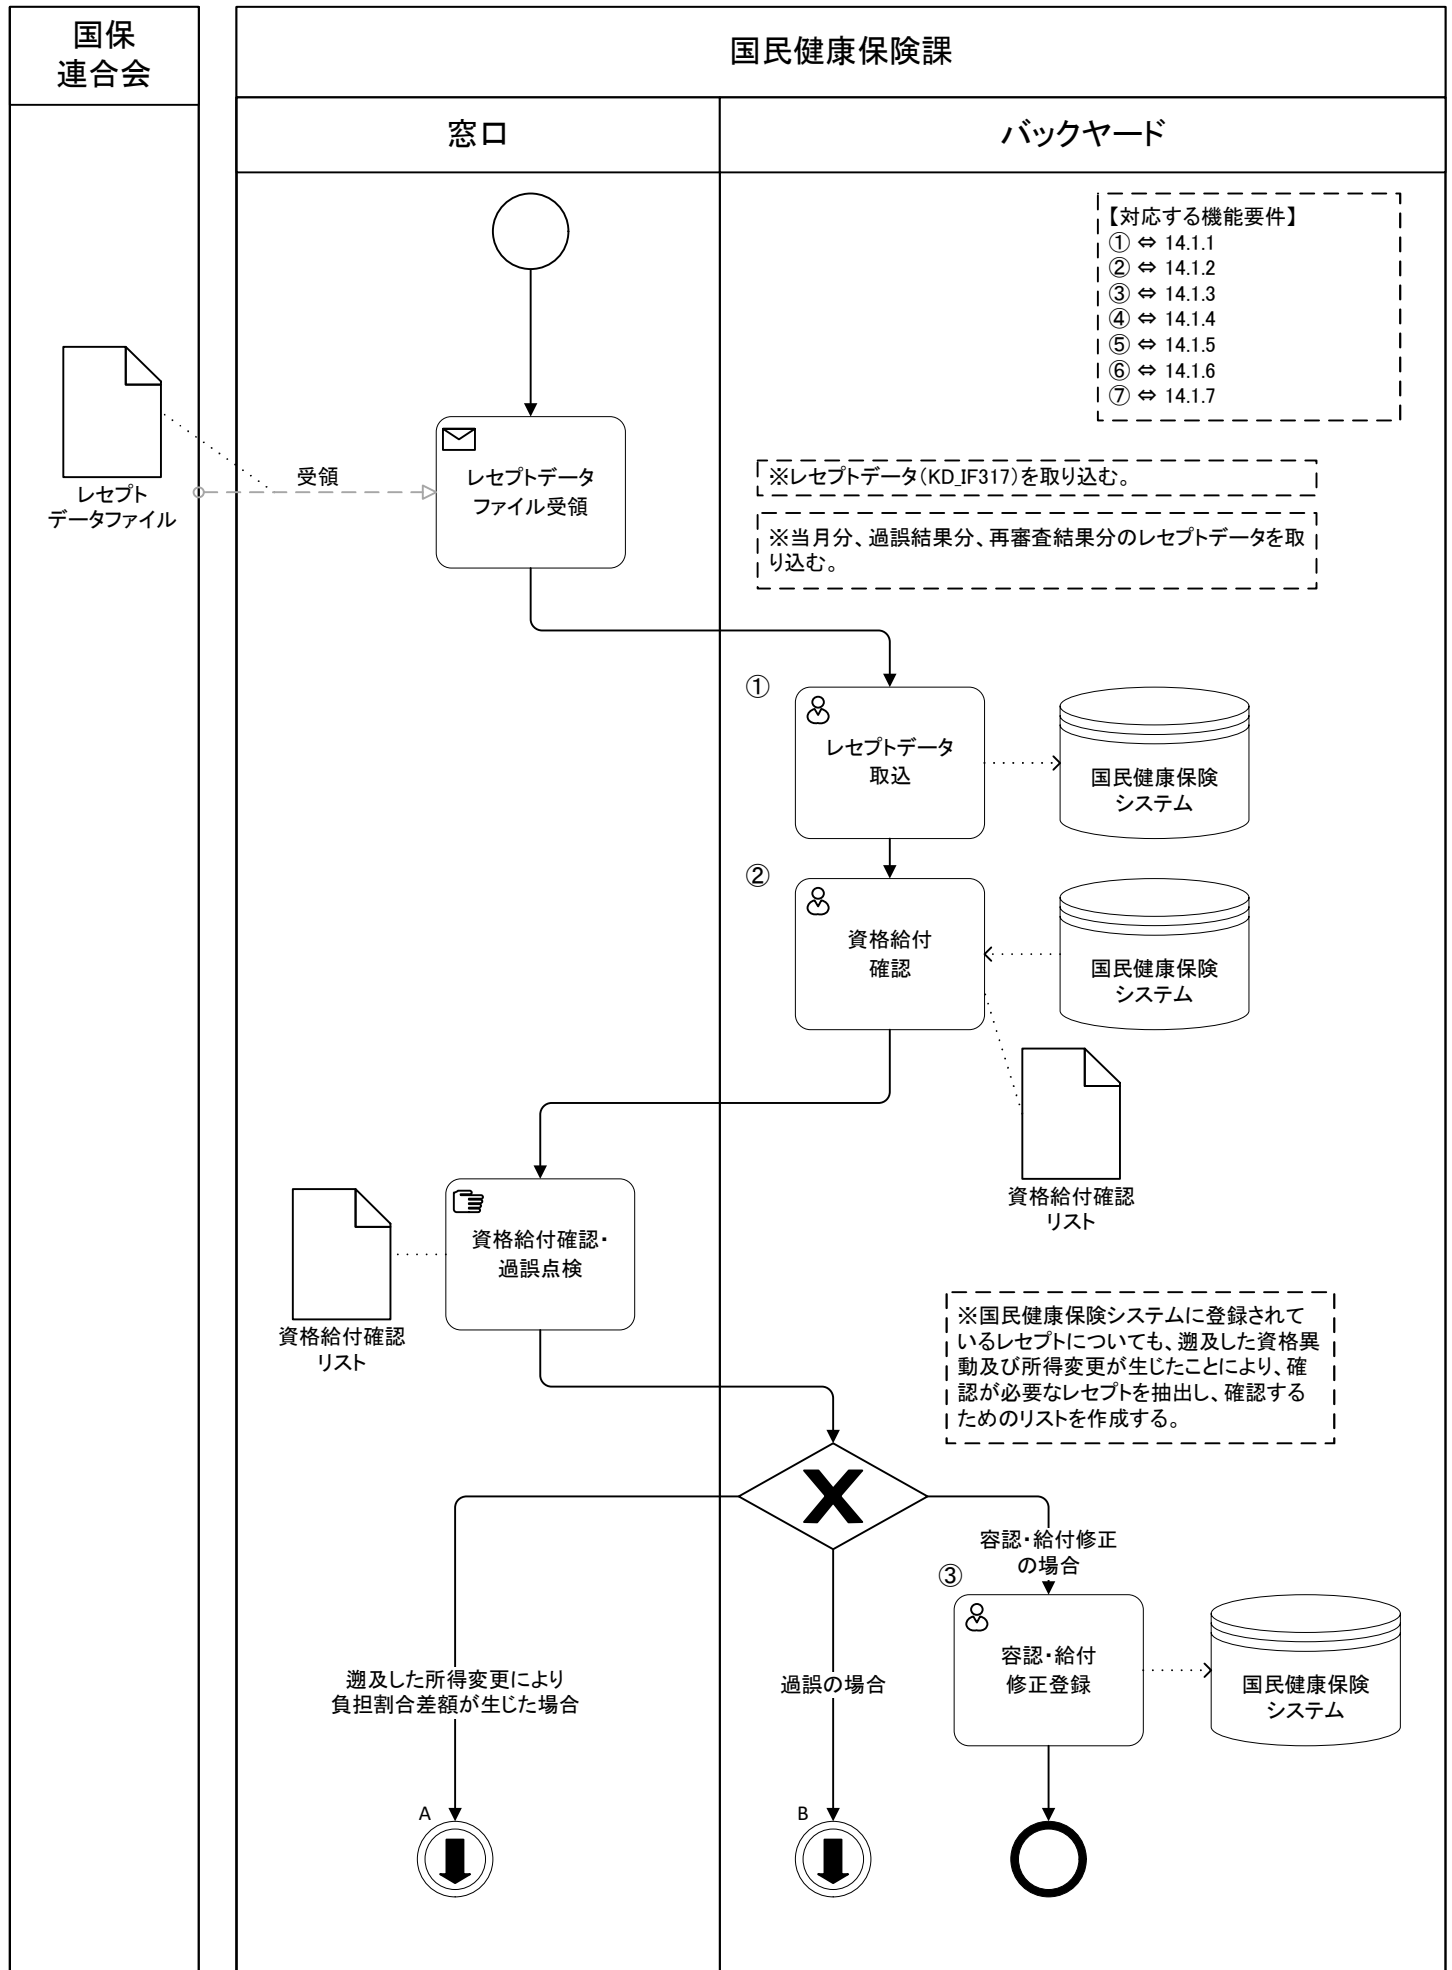 国保
連合会
国民健康保険課
窓口
バックヤード
【対応する機能要件】
① ⇔ 14.1.1
② ⇔ 14.1.2
③ ⇔ 14.1.3
④ ⇔ 14.1.4
⑤ ⇔ 14.1.5
⑥ ⇔ 14.1.6
⑦ ⇔ 14.1.7
レセプト
データファイル
受領
レセプトデータ
ファイル受領
※レセプトデータ(KD_IF317)を取り込む。
※当月分、過誤結果分、再審査結果分のレセプトデータを取
り込む。
①
レセプトデータ
取込
国民健康保険
システム
②
資格給付
確認
国民健康保険
システム
資格給付確認
リスト
資格給付確認・
過誤点検
資格給付確認
リスト
※国民健康保険システムに登録されて
いるレセプトについても、遡及した資格異
動及び所得変更が生じたことにより、確
認が必要なレセプトを抽出し、確認する
ためのリストを作成する。
容認・給付修正
の場合
③
容認・給付
修正登録
国民健康保険
システム
遡及した所得変更により
負担割合差額が生じた場合
過誤の場合
A
B